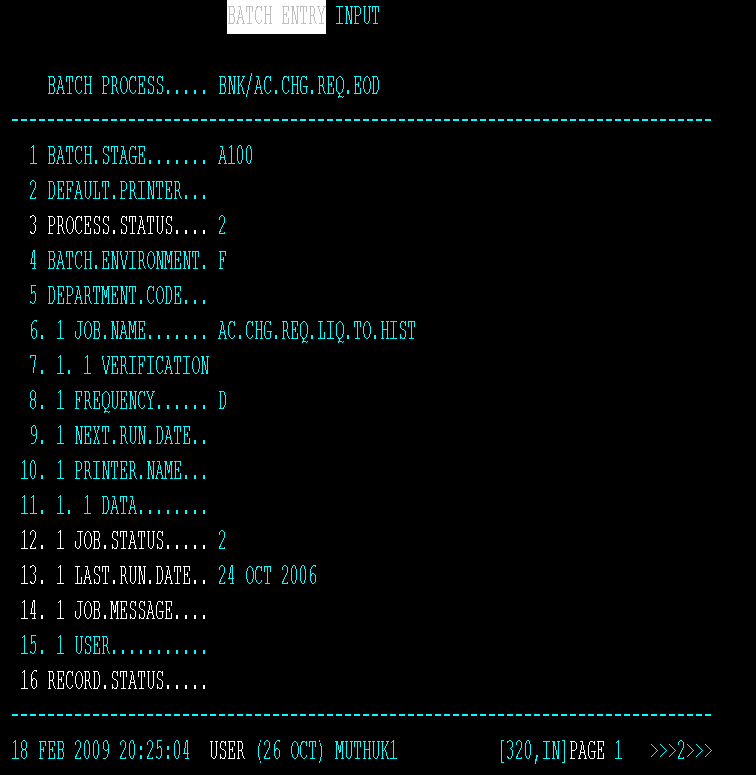 BATCH ENTRY INPUT
BATCH PROCESS..... BNK/AC.CHG.REQ.EOD
------------------------------------------------------------------------------
1 BATCH.STAGE....... A100
2 DEFAULT.PRINTER...
3 PROCESS.STATUS.... 2
4 BATCH.ENVIRONMENT. F
5 DEPARTMENT.CODE...
6. 1 JOB.NAME....... AC.CHG.REQ.LIQ.TO.HIST
7. 1. 1 VERIFICATION
8. 1 FREQUENCY...... D
9. 1 NEXT.RUN.DATE..
10. 1 PRINTER.NAME...
11. 1. 1 DATA........
12. 1 JOB.STATUS..... 2
13. 1 LAST.RUN.DATE.. 24 OCT 2006
14. 1 JOB.MESSAGE....
15. 1 USER...........
16 RECORD.STATUS.....
------------------------------------------------------------------------------
18 FEB 2009 20:25:04 USER (26 OCT) MUTHUK1 [320,IN]PAGE 1 >>>2>>>